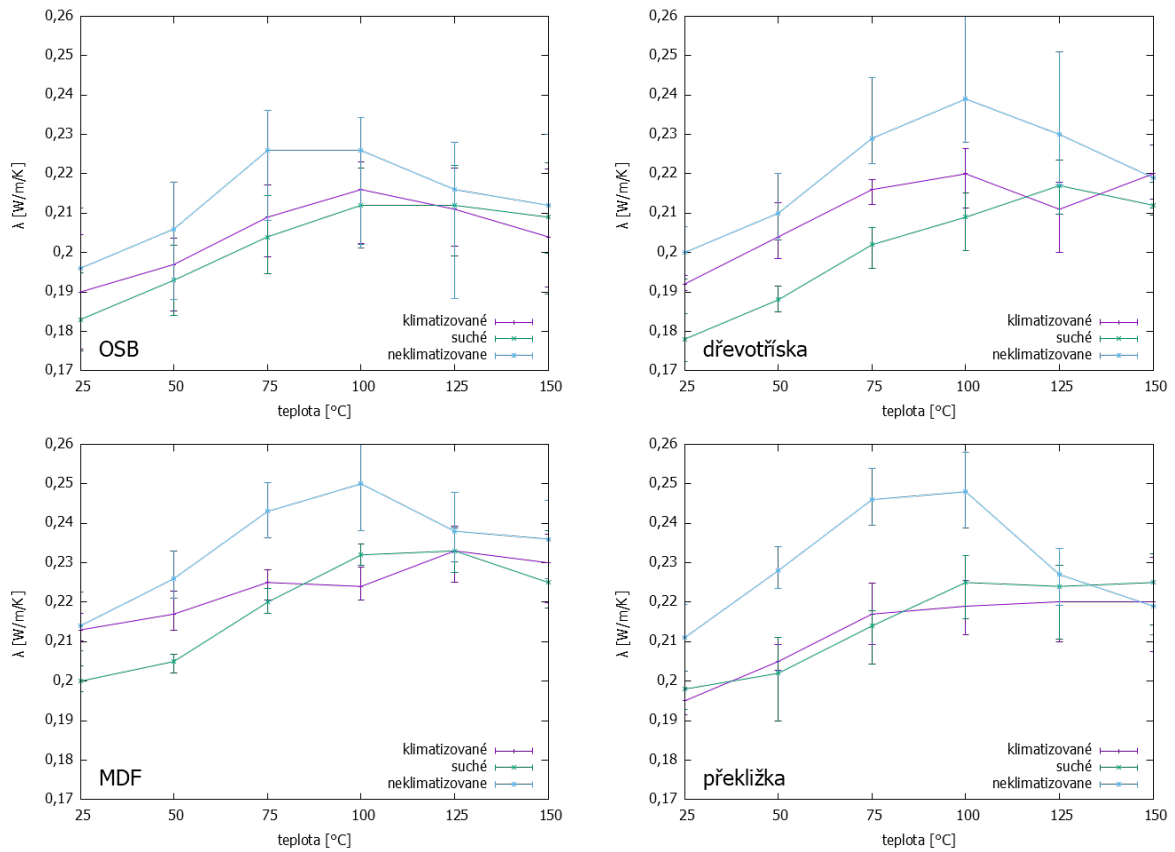 0,26
0,25
0,24
0,23
0,22
0,21
0,2
0,19
0,18
0,17
λ [W/m/K]
klimatizované
suché
neklimatizovane
OSB
25 50 75 100 125 150
teplota [°C]
0,26
0,25
0,24
0,23
0,22
0,21
0,2
0,19
0,18
0,17
λ [W/m/K]
klimatizované
suché
neklimatizovane
dřevotříska
25 50 75 100 125 150
teplota [°C]
0,26
0,25
0,24
0,23
0,22
0,21
0,2
0,19
0,18
0,17
λ [W/m/K]
klimatizované
suché
neklimatizovane
MDF
25 50 75 100 125 150
teplota [°C]
0,26
0,25
0,24
0,23
0,22
0,21
0,2
0,19
0,18
0,17
λ [W/m/K]
klimatizované
suché
neklimatizovane
překližka
25 50 75 100 125 150
teplota [°C]